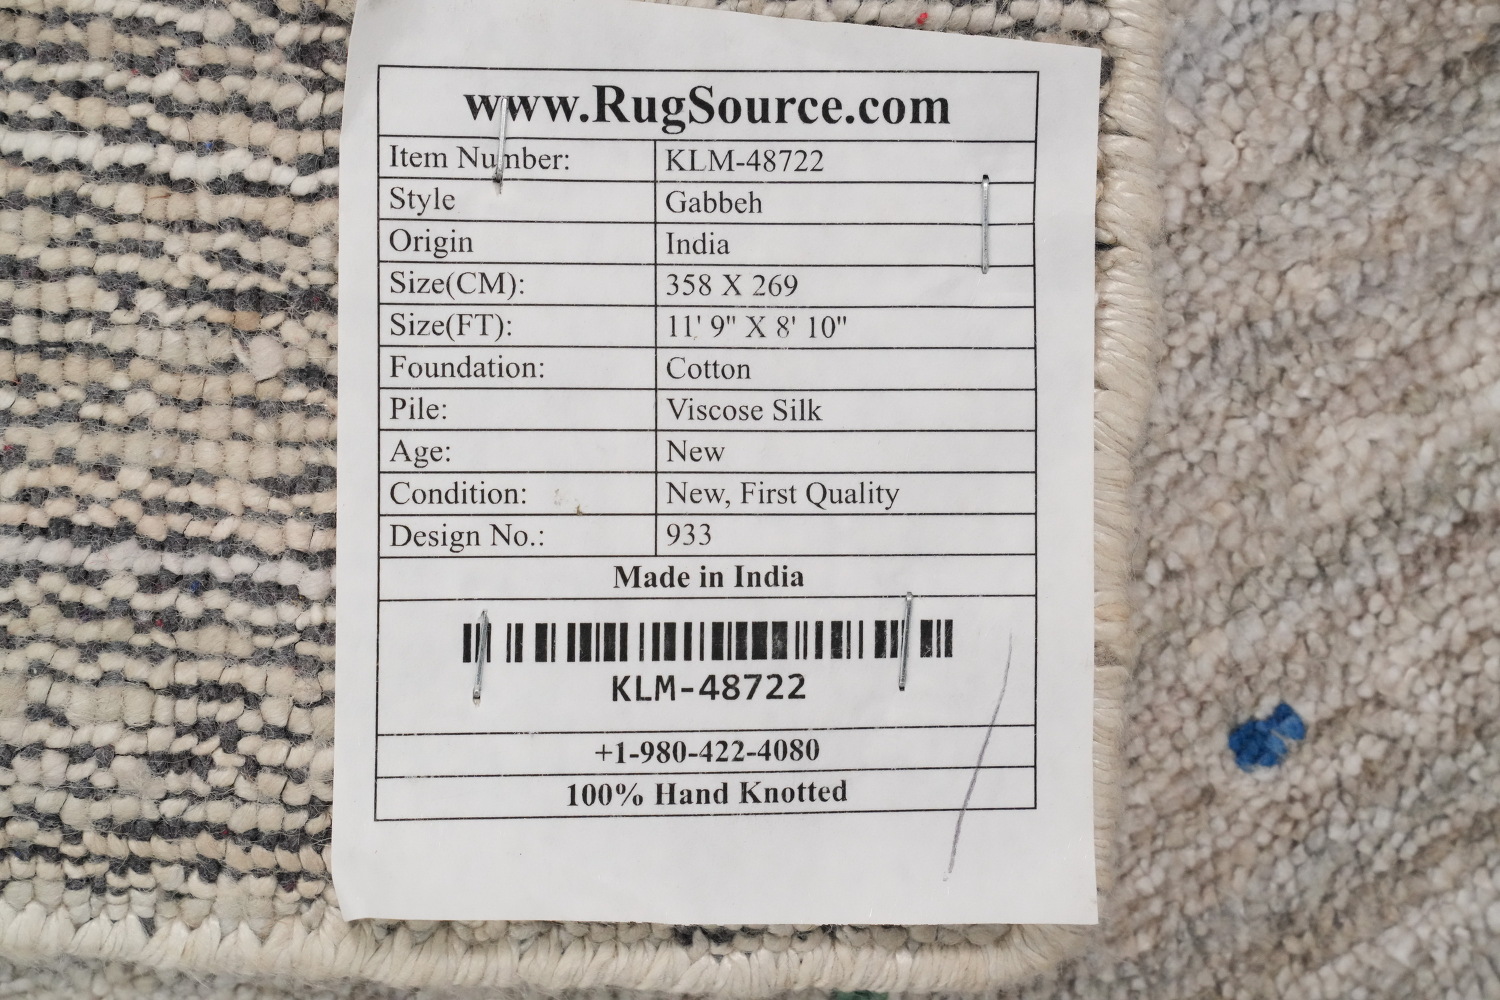 www.RugSource.com
Item Number: KLM-48722
Style Gabbeh
Origin India
Size(CM): 358 X 269
Size(FT): 11' 9" X 8' 10"
Foundation: Cotton
Pile: Viscose Silk
Age: New
Condition: New, First Quality
Design No.: 933
Made in India
KLM-48722
+1-980-422-4080
100% Hand Knotted